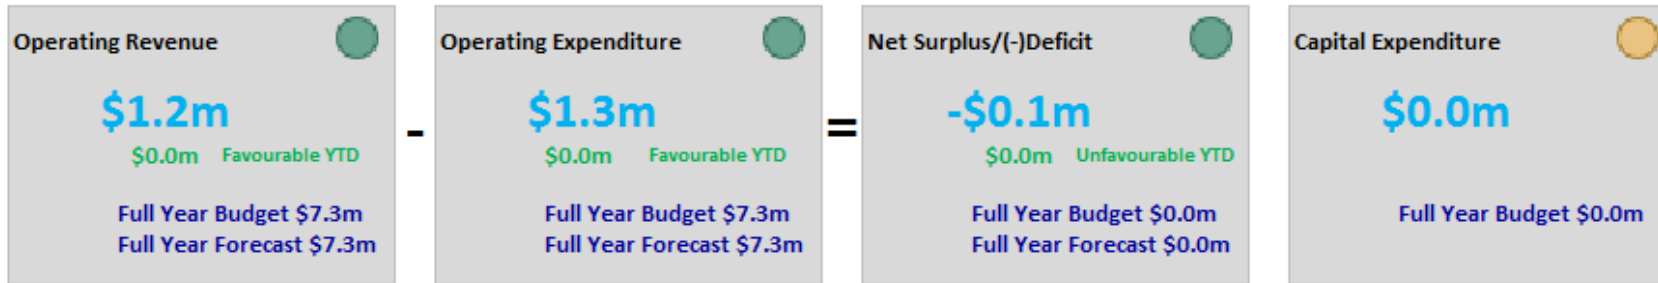 Operating Revenue
$1.2m
$0.0m Favourable YTD
Full Year Budget $7.3m
Full Year Forecast $7.3m
-
Operating Expenditure
$1.3m
$0.0m Favourable YTD
Full Year Budget $7.3m
Full Year Forecast $7.3m
=
Net Surplus/(-)Deficit
-$0.1m
$0.0m Unfavourable YTD
Full Year Budget $0.0m
Full Year Forecast $0.0m
Capital Expenditure
$0.0m
Full Year Budget $0.0m